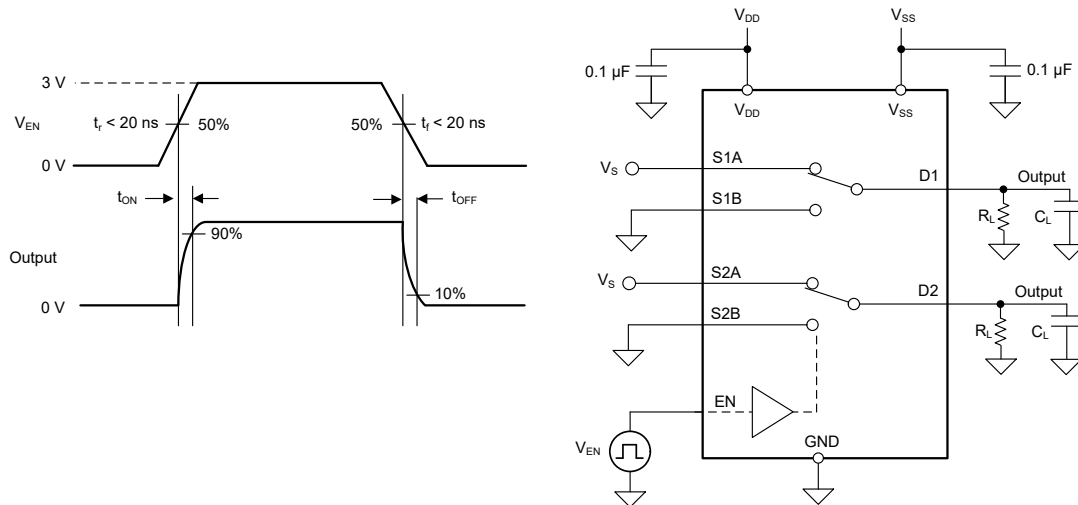 3 V
V_EN
t_r < 20 ns
50%
50%
t_f < 20 ns
0 V
t_ON
t_OFF
90%
Output
10%
0 V
V_DD
V_SS
0.1 µF
0.1 µF
V_DD
V_SS
V_S
S1A
D1
Output
S1B
R_L
C_L
V_S
S2A
D2
Output
S2B
R_L
C_L
EN
V_EN
GND